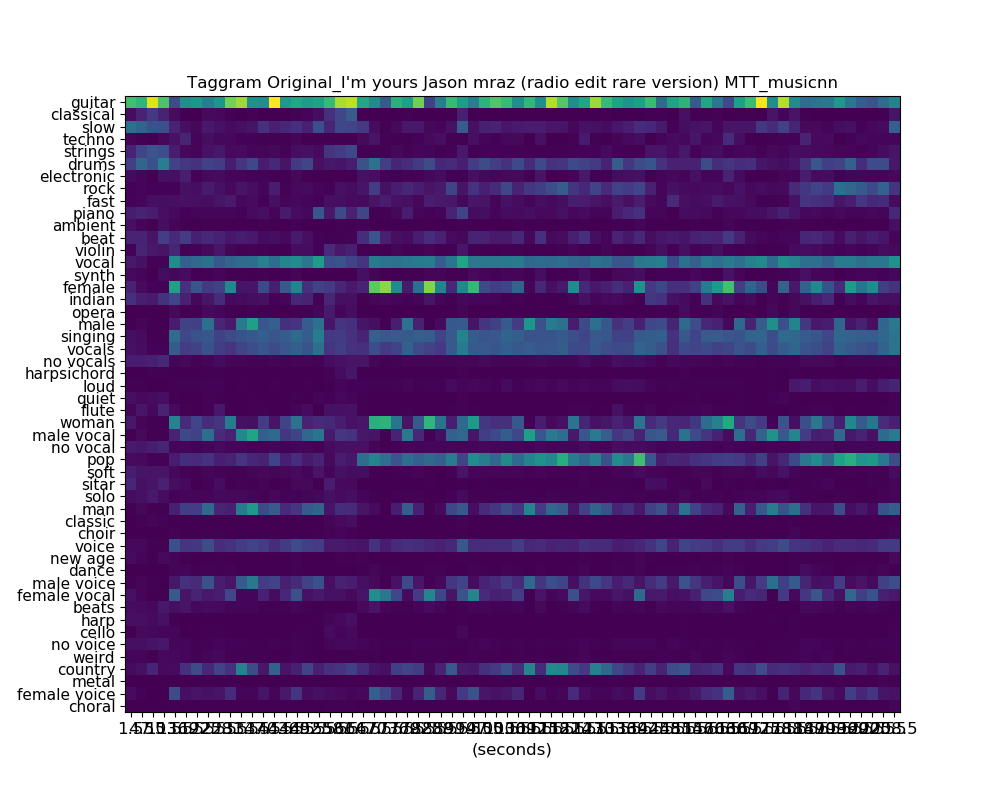 Taggram Original_I'm yours Jason mraz (radio edit rare version) MTT_musicnn
guitar
classical
slow
techno
strings
drums
electronic
rock
fast
piano
ambient
beat
violin
vocal
synth
female
indian
opera
male
singing
vocals
no vocals
harpsichord
loud
quiet
flute
woman
male vocal
no vocal
pop
soft
sitar
solo
man
classic
choir
voice
new age
dance
male voice
female vocal
beats
harp
cello
no voice
weird
country
metal
female voice
choral
(seconds)